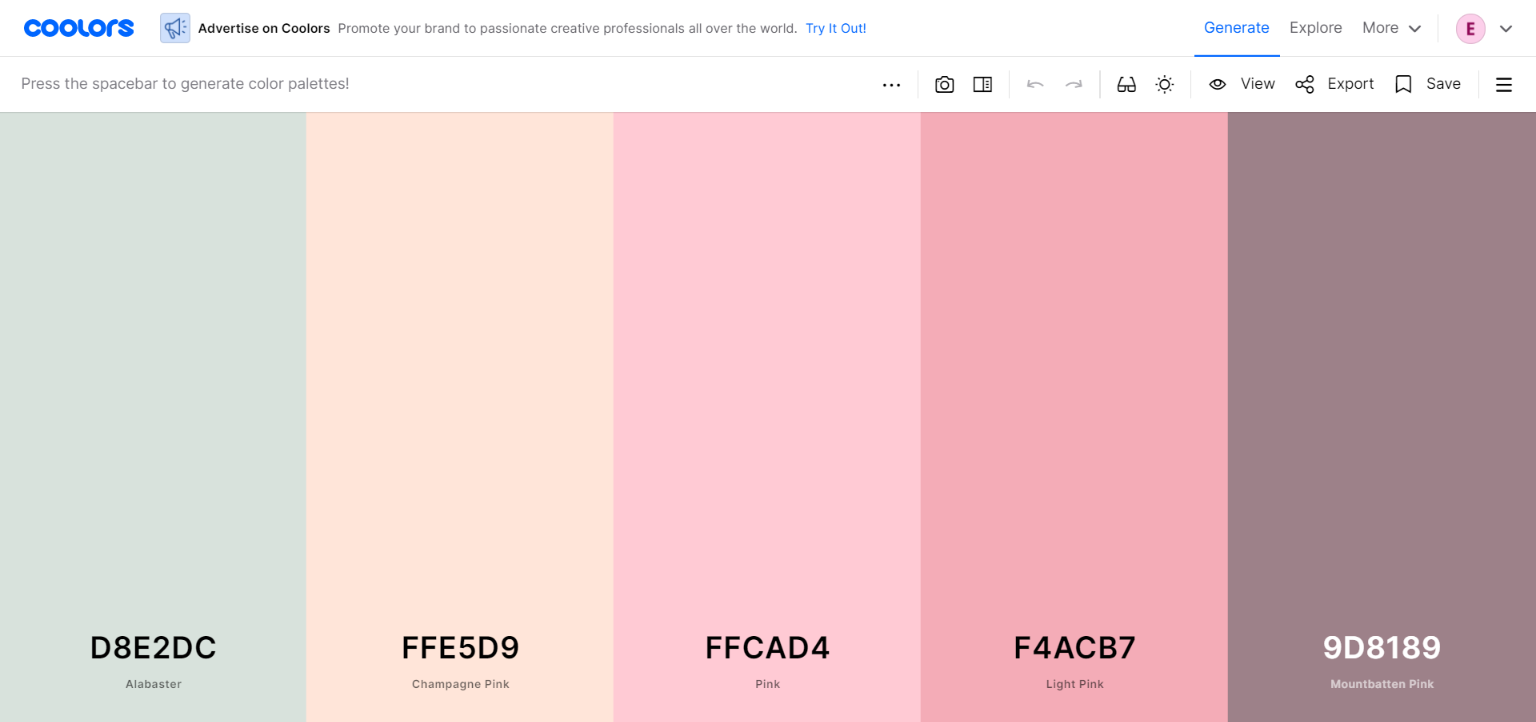 coolors
Advertise on Coolors Promote your brand to passionate creative professionals all over the world. Try It Out!
Generate Explore More E
Press the spacebar to generate color palettes!
View Export Save
D8E2DC
Alabaster
FFE5D9
Champagne Pink
FFCAD4
Pink
F4ACB7
Light Pink
9D8189
Mountbatten Pink